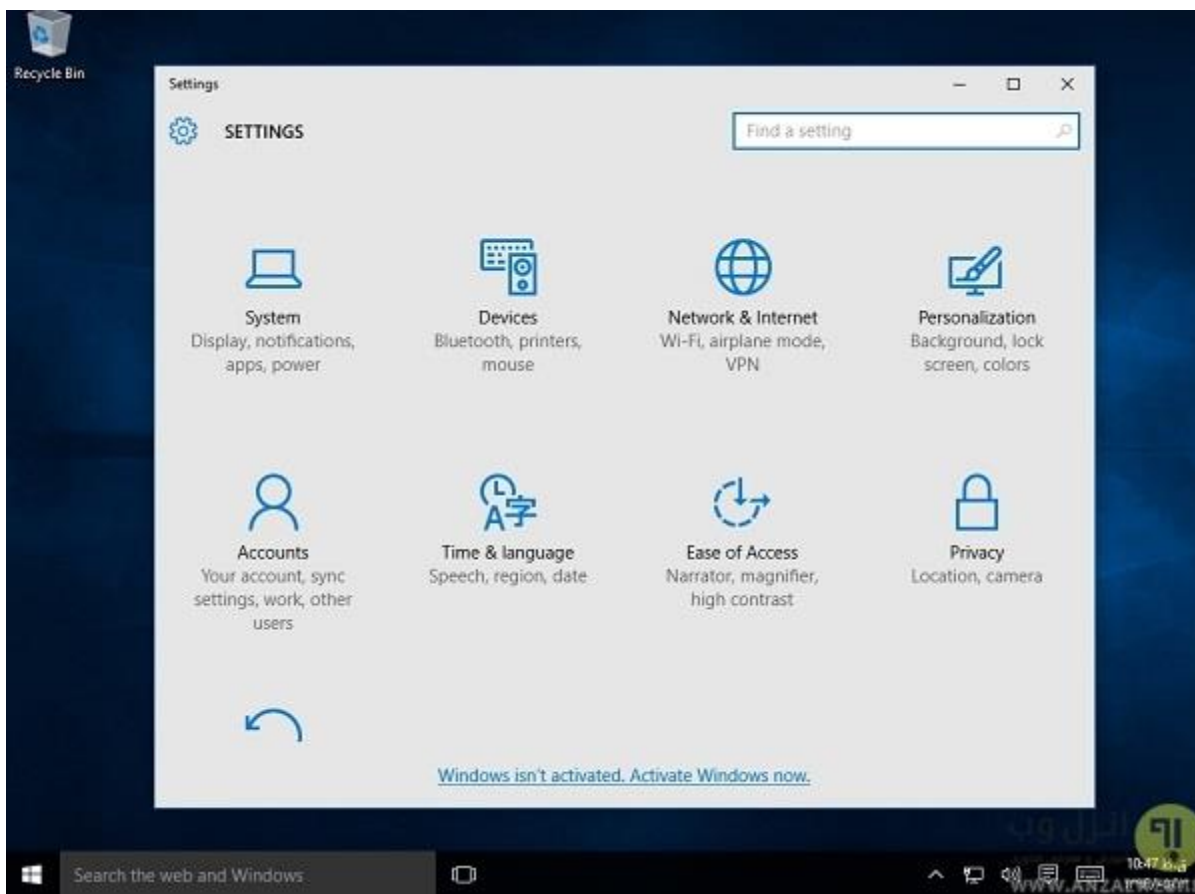 Recycle Bin
Settings
SETTINGS
Find a setting
System
Display, notifications,
apps, power
Devices
Bluetooth, printers,
mouse
Network & Internet
Wi-Fi, airplane mode,
VPN
Personalization
Background, lock
screen, colors
Accounts
Your account, sync
settings, work, other
users
Time & language
Speech, region, date
Ease of Access
Narrator, magnifier,
high contrast
Privacy
Location, camera
Windows isn't activated. Activate Windows now.
انزل وب
Search the web and Windows
10:47